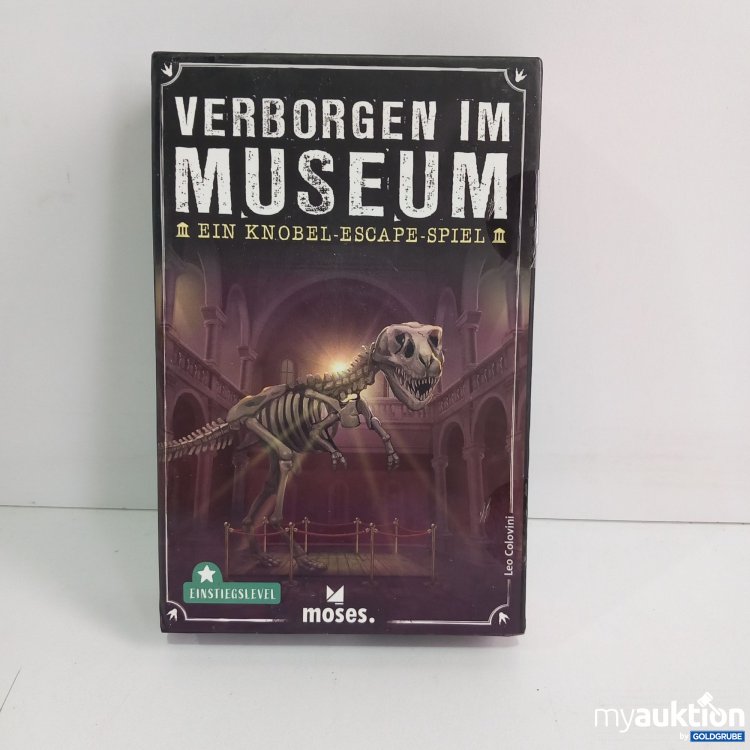 VERBORGEN IM
MUSEUM
EIN KNOBEL-ESCAPE-SPIEL
Leo Colovini
EINSTIEGSLEVEL
moses.
myauktion
by GOLDGRUBE